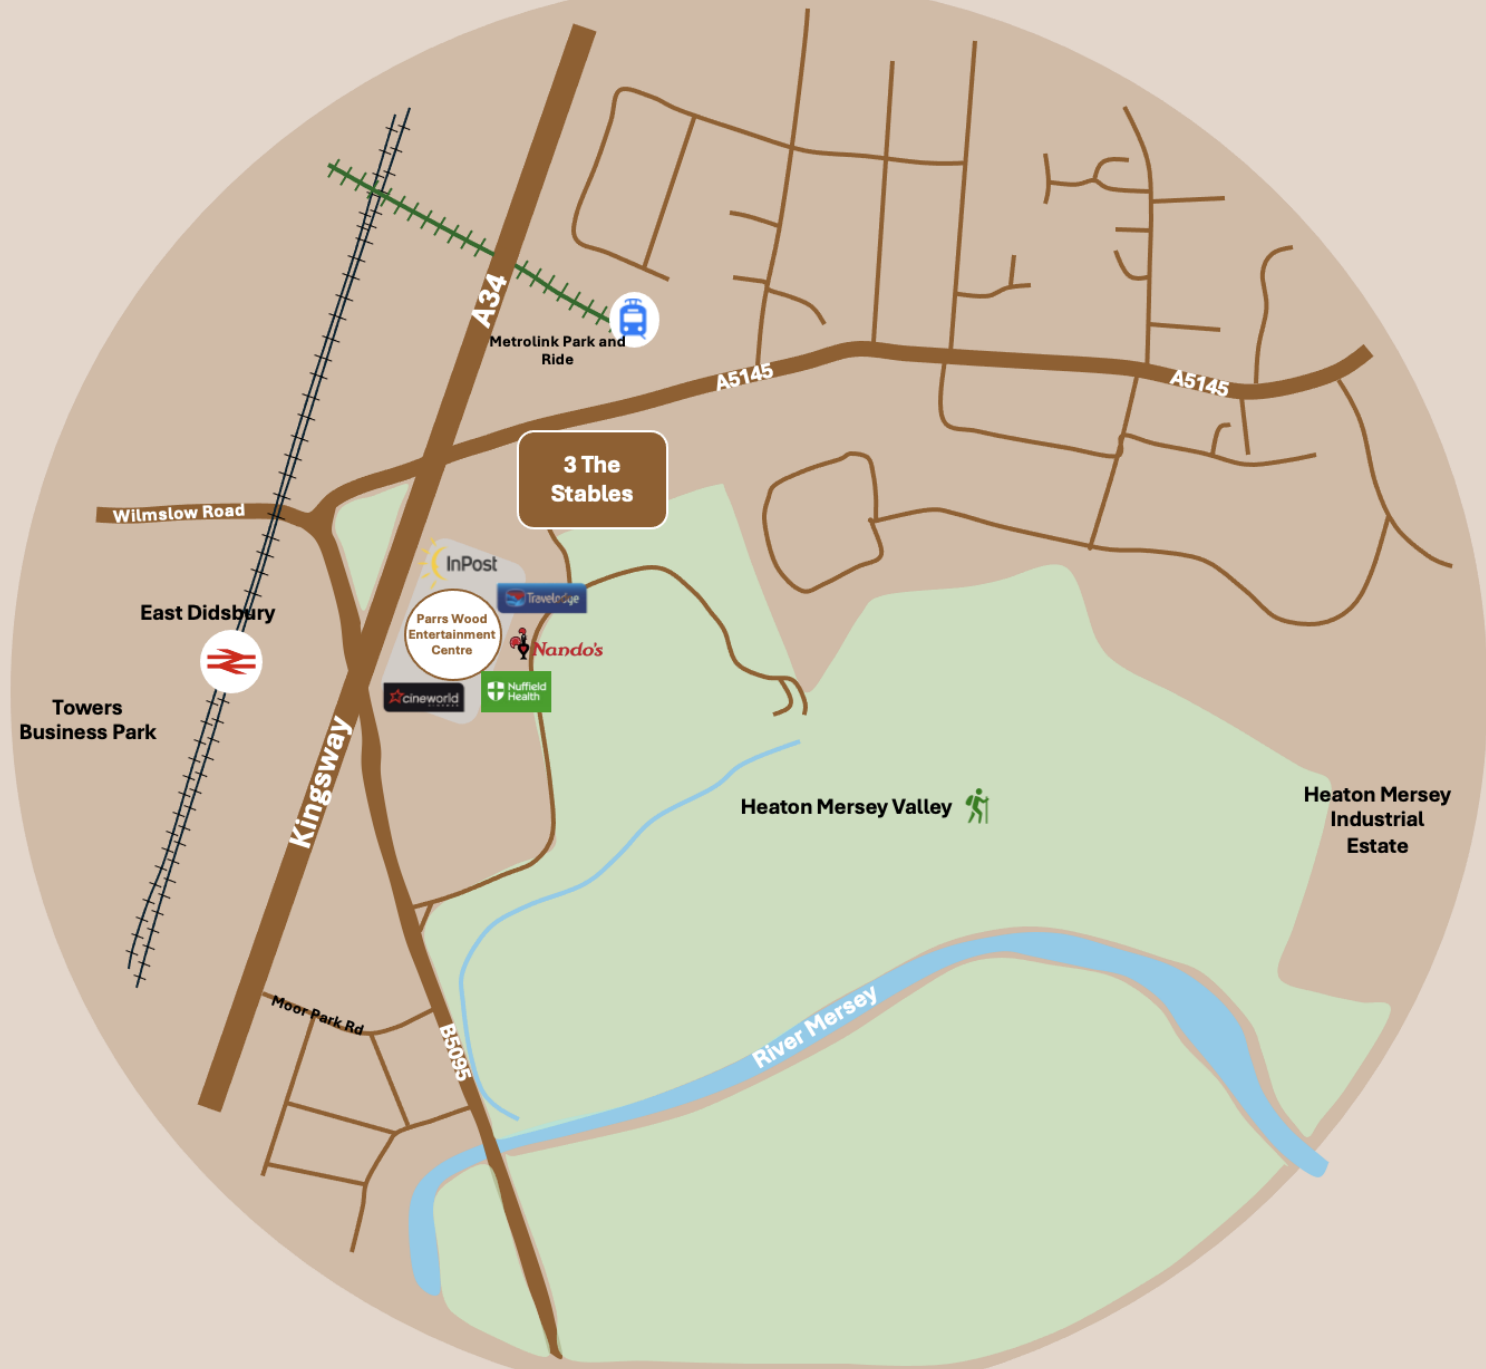 A34
Metrolink Park and
Ride
A5145
A5145
3 The
Stables
Wilmslow Road
InPost
Travelodge
East Didsbury
Parrs Wood
Entertainment
Centre
Nando's
cineworld
CINEMAS
Nuffield
Health
Towers
Business Park
Kingsway
Heaton Mersey Valley
Heaton Mersey
Industrial
Estate
Moor Park Rd
B5095
River Mersey